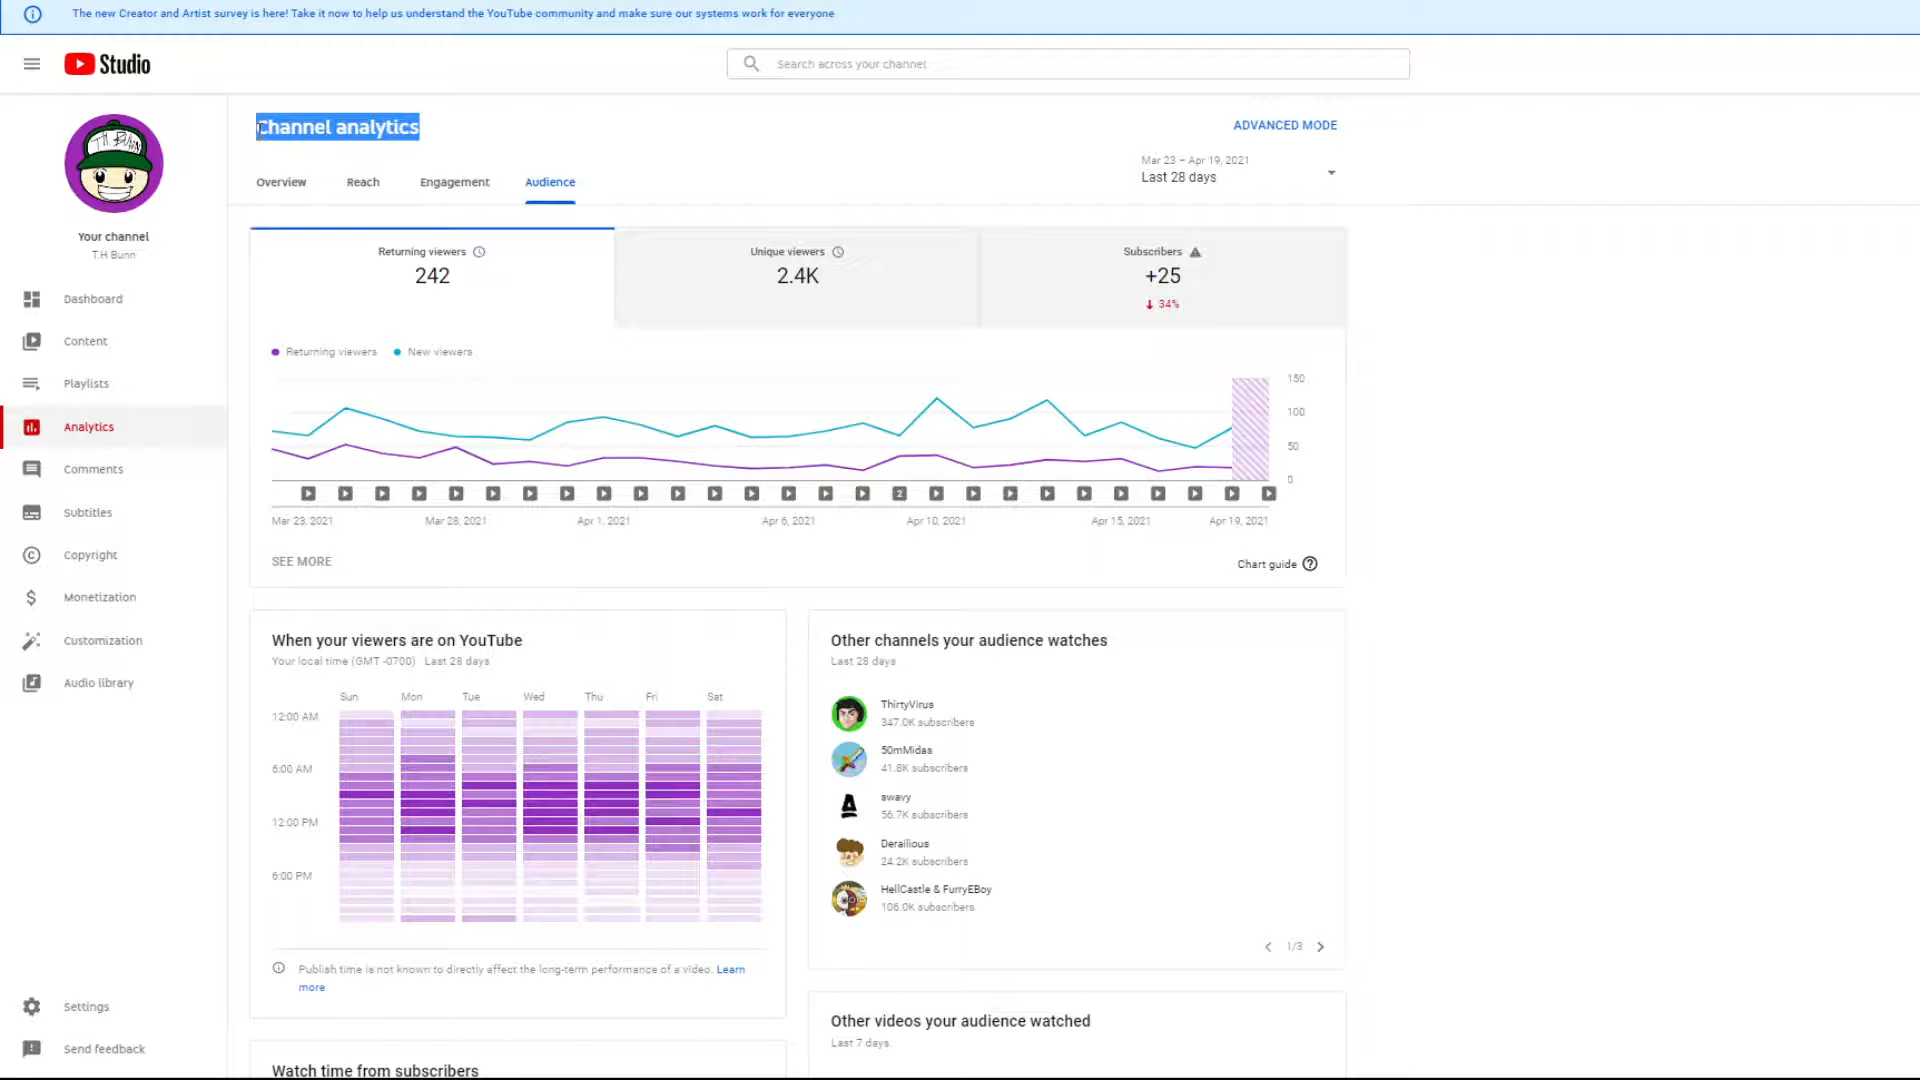 The new Creator and Artist survey is here! Take it now to help us understand the YouTube community and make sure our systems work for everyone
Studio
Search across your channel
T.H BUNN
Your channel
T.H Bunn
Dashboard
Content
Playlists
Analytics
Comments
Subtitles
Copyright
Monetization
Customization
Audio library
Settings
Send feedback
Channel analytics
ADVANCED MODE
Overview
Reach
Engagement
Audience
Mar 23 – Apr 19, 2021
Last 28 days
Returning viewers
242
Unique viewers
2.4K
Subscribers
+25
34%
Returning viewers
New viewers
150
100
50
0
2
Mar 23, 2021
Mar 28, 2021
Apr 1, 2021
Apr 6, 2021
Apr 10, 2021
Apr 15, 2021
Apr 19, 2021
SEE MORE
Chart guide
When your viewers are on YouTube
Your local time (GMT -0700) Last 28 days
Sun
Mon
Tue
Wed
Thu
Fri
Sat
12:00 AM
6:00 AM
12:00 PM
6:00 PM
Publish time is not known to directly affect the long-term performance of a video. Learn
more
Other channels your audience watches
Last 28 days
ThirtyVirus
347.0K subscribers
50mMidas
41.8K subscribers
swavy
56.7K subscribers
Derailious
24.2K subscribers
HellCastle & FurryEBoy
106.0K subscribers
1/3
Other videos your audience watched
Last 7 days
Watch time from subscribers